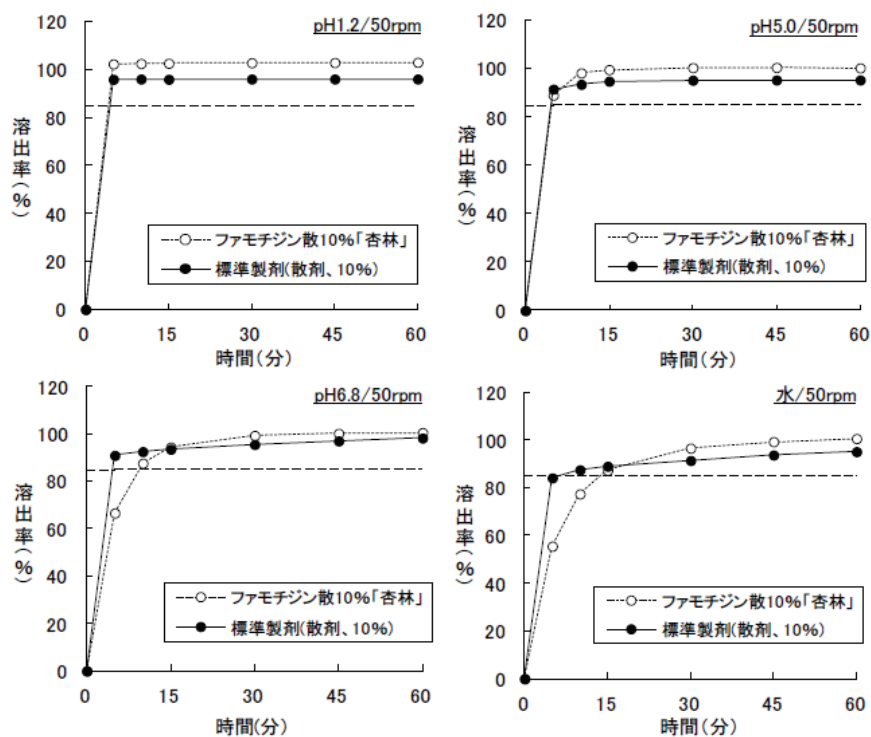 pH1.2/50rpm
120
100
80
60
40
20
0
溶出率(%)
ファモチジン散10%「杏林」
標準製剤(散剤、10%)
0 15 30 45 60
時間(分)
pH5.0/50rpm
120
100
80
60
40
20
0
溶出率(%)
ファモチジン散10%「杏林」
標準製剤(散剤、10%)
0 15 30 45 60
時間(分)
pH6.8/50rpm
120
100
80
60
40
20
0
溶出率(%)
ファモチジン散10%「杏林」
標準製剤(散剤、10%)
0 15 30 45 60
時間(分)
水/50rpm
120
100
80
60
40
20
0
溶出率(%)
ファモチジン散10%「杏林」
標準製剤(散剤、10%)
0 15 30 45 60
時間(分)